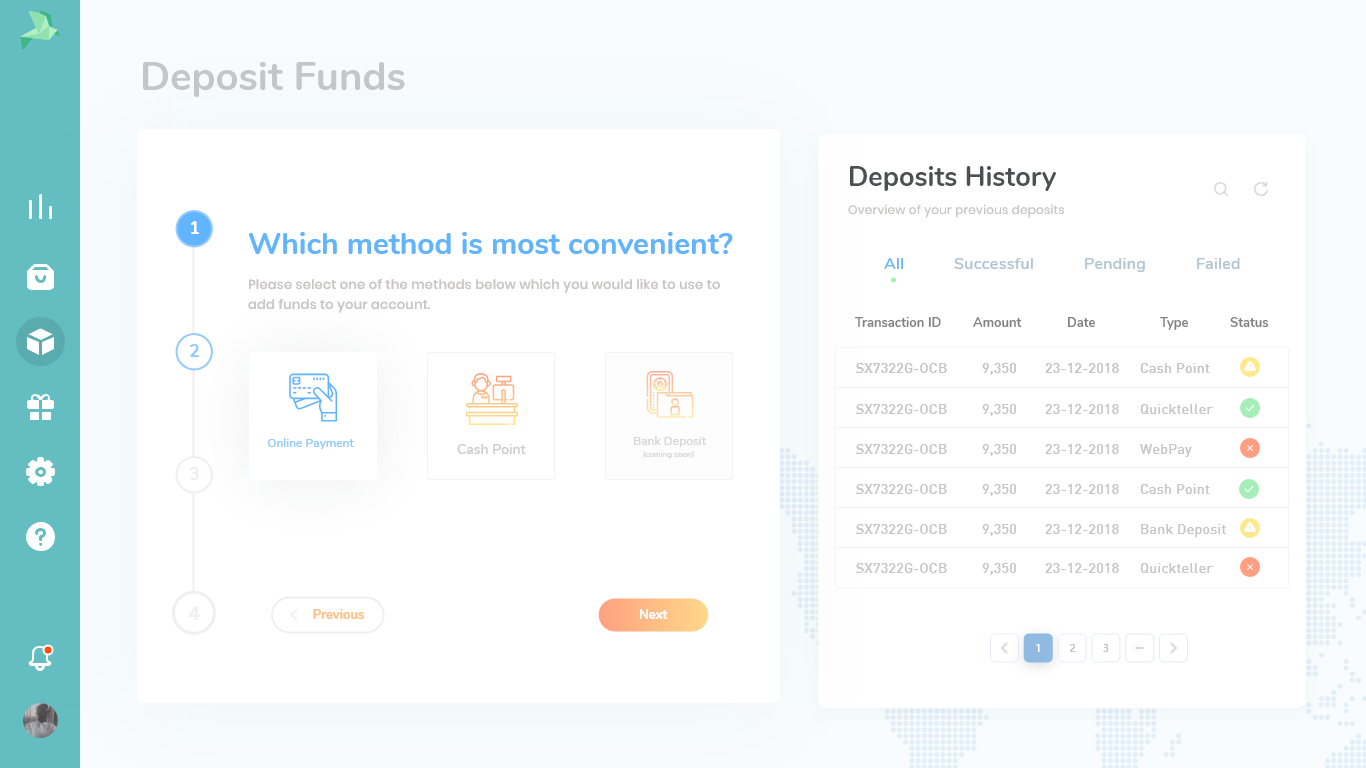 Deposit Funds
1
Which method is most convenient?
Please select one of the methods below which you would like to use to
add funds to your account.
2
Online Payment
Cash Point
Bank Deposit
(coming soon)
3
4
Previous
Next
Deposits History
Overview of your previous deposits
All Successful Pending Failed
Transaction ID Amount Date Type Status
SX7322G-OCB 9,350 23-12-2018 Cash Point
SX7322G-OCB 9,350 23-12-2018 Quickteller
SX7322G-OCB 9,350 23-12-2018 WebPay
SX7322G-OCB 9,350 23-12-2018 Cash Point
SX7322G-OCB 9,350 23-12-2018 Bank Deposit
SX7322G-OCB 9,350 23-12-2018 Quickteller
1 2 3 ...